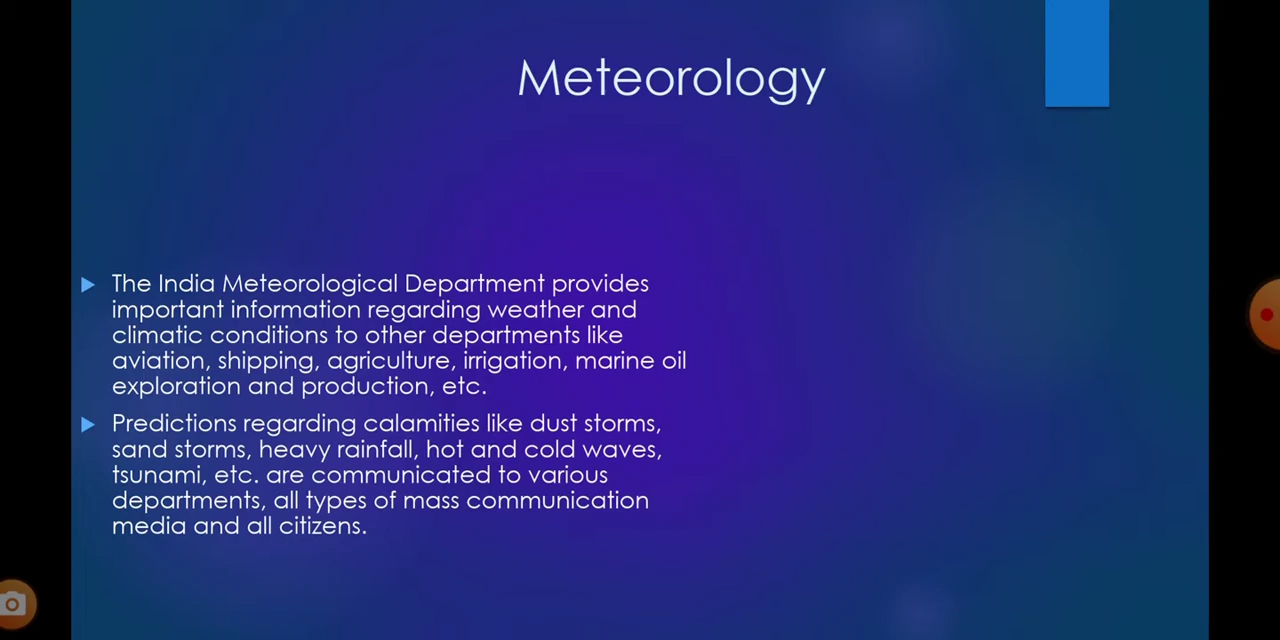 Meteorology
The India Meteorological Department provides
important information regarding weather and
climatic conditions to other departments like
aviation, shipping, agriculture, irrigation, marine oil
exploration and production, etc.
Predictions regarding calamities like dust storms,
sand storms, heavy rainfall, hot and cold waves,
tsunami, etc. are communicated to various
departments, all types of mass communication
media and all citizens.